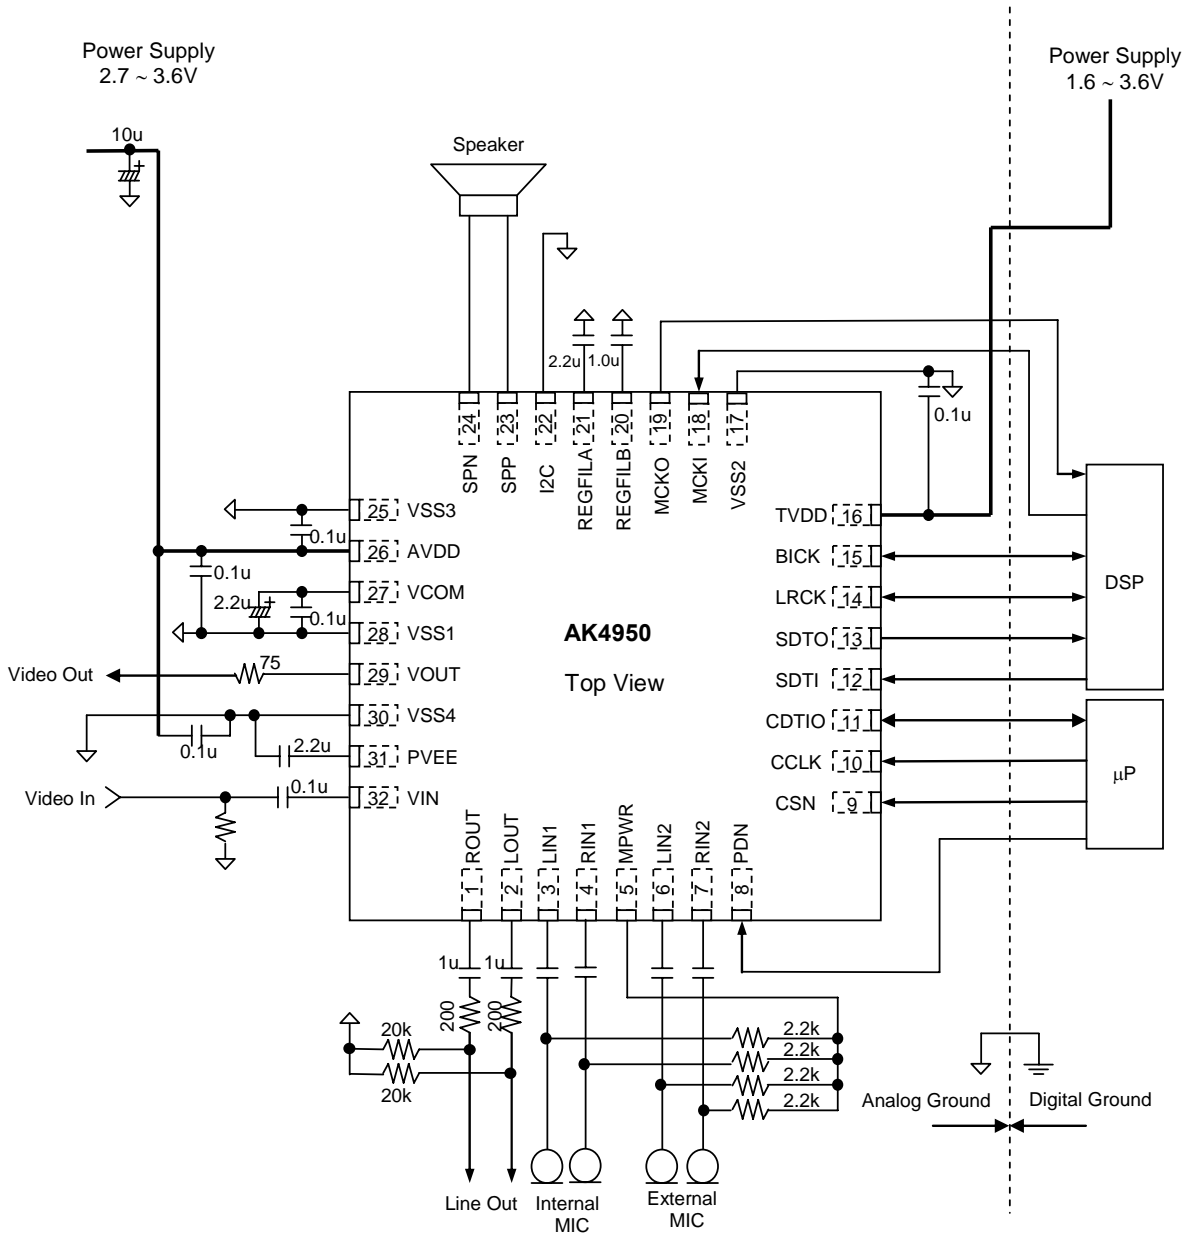 Power Supply
2.7 ~ 3.6V
Power Supply
1.6 ~ 3.6V
10u
+
Speaker
2.2u
1.0u
0.1u
24
23
22
21
20
19
18
17
SPN
SPP
I2C
REGFILA
REGFILB
MCKO
MCKI
VSS2
25
VSS3
0.1u
26
AVDD
0.1u
27
VCOM
2.2u
+
0.1u
28
VSS1
Video Out
75
29
VOUT
30
VSS4
0.1u
2.2u
31
PVEE
Video In
0.1u
32
VIN
AK4950
Top View
TVDD
16
BICK
15
LRCK
14
SDTO
13
SDTI
12
CDTIO
11
CCLK
10
CSN
9
DSP
μP
ROUT
LOUT
LIN1
RIN1
MPWR
LIN2
RIN2
PDN
1
2
3
4
5
6
7
8
1u
1u
200
200
20k
20k
2.2k
2.2k
2.2k
2.2k
Analog Ground
Digital Ground
Line Out
Internal
MIC
External
MIC